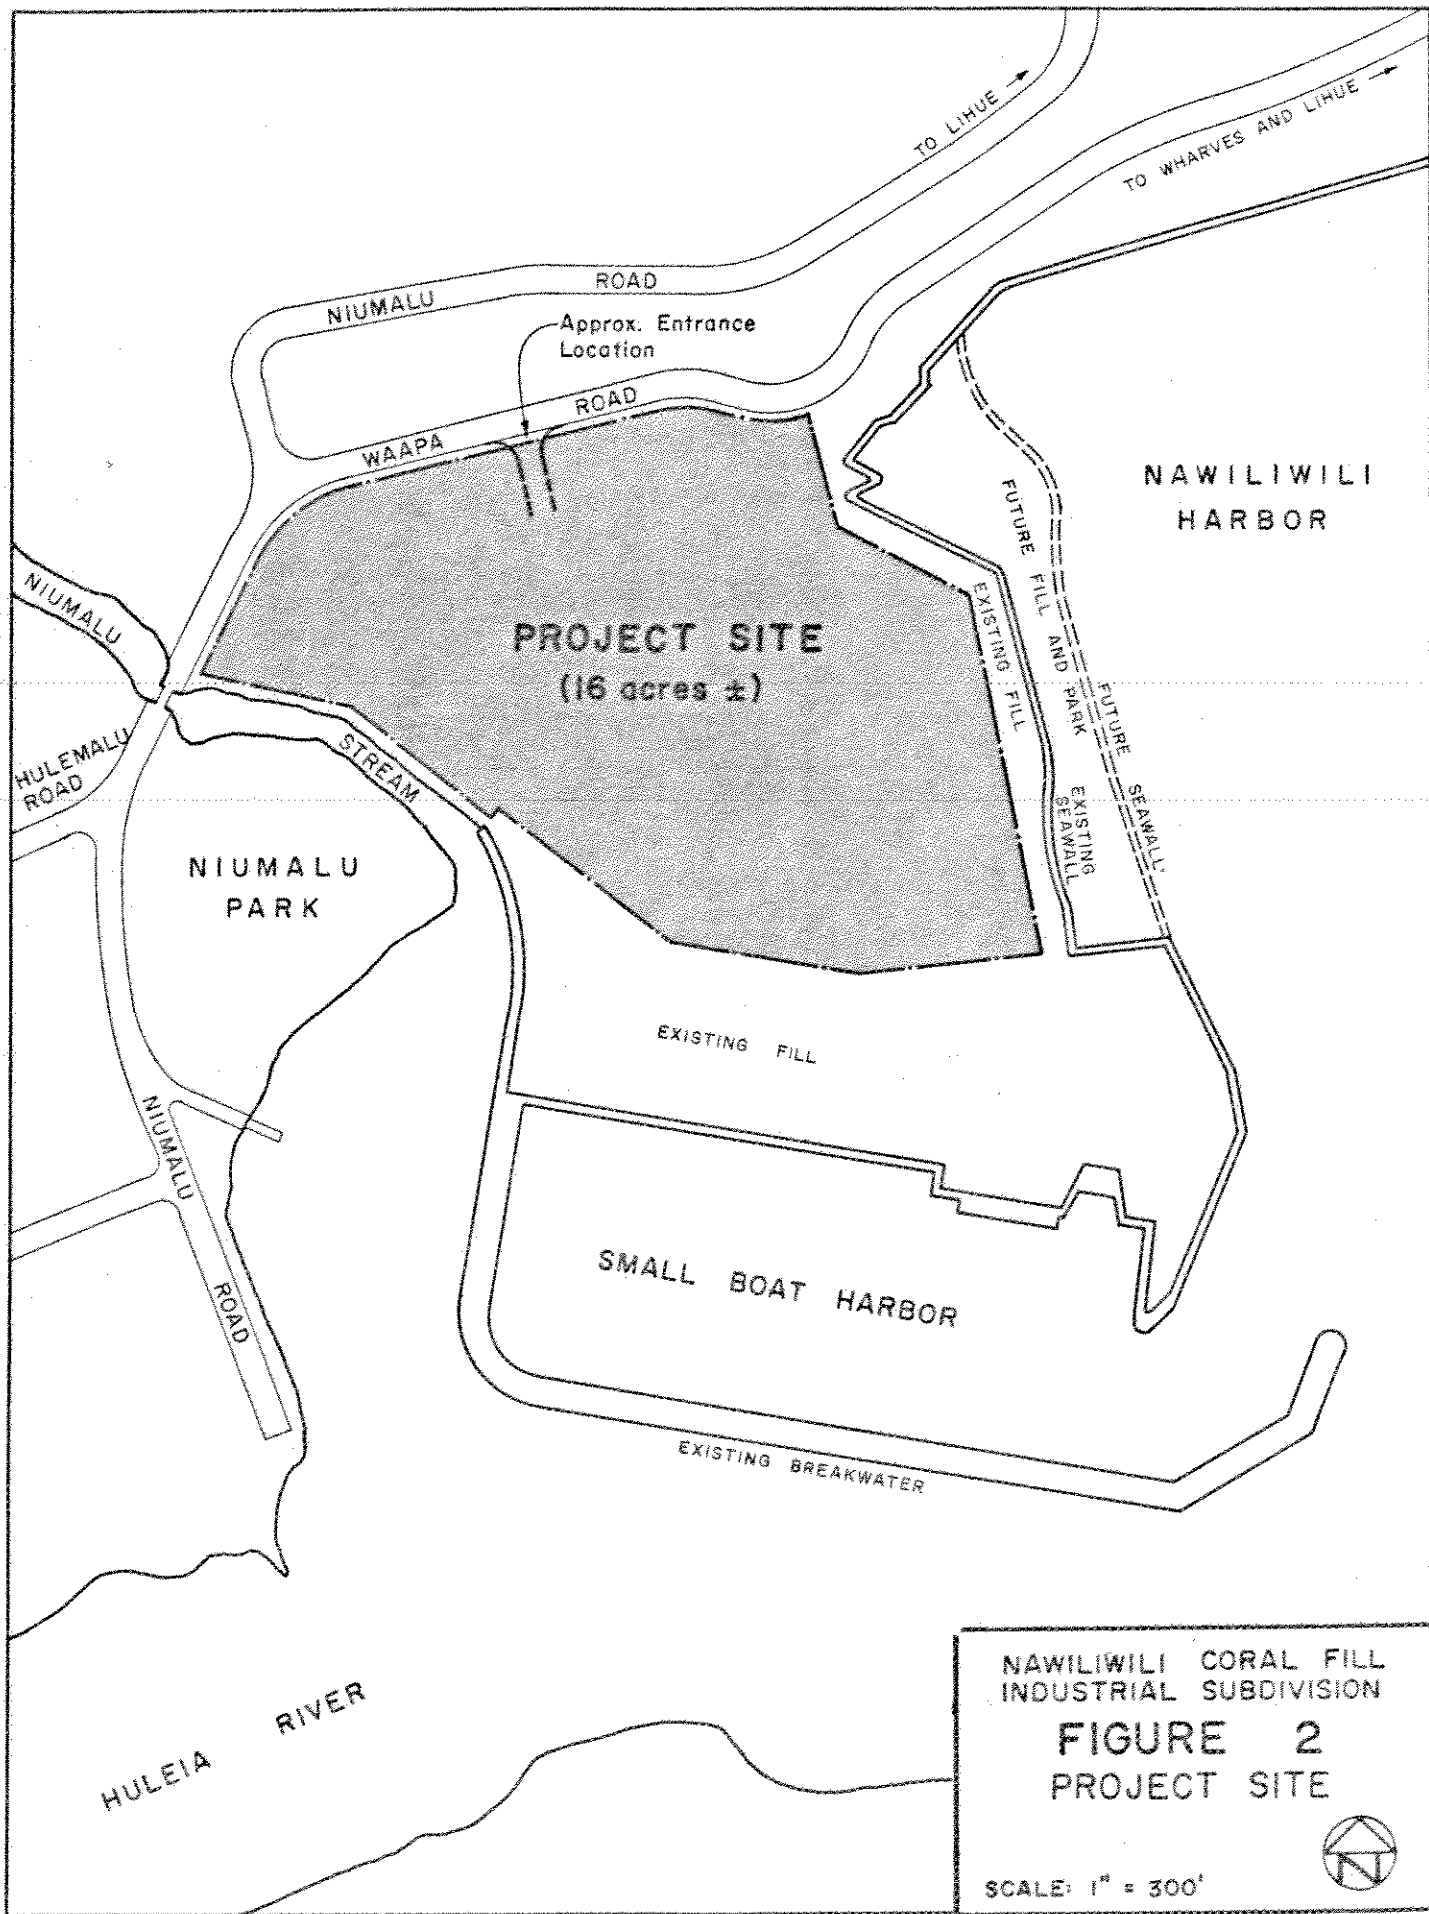 TO LIHUE
TO WHARVES AND LIHUE
NIUMALU ROAD
Approx. Entrance
Location
WAAPA ROAD
NAWILIWILI
HARBOR
FUTURE FILL AND PARK
FUTURE SEAWALL
EXISTING FILL
EXISTING
SEAWALL
PROJECT SITE
(16 acres ±)
NIUMALU
STREAM
HULEMALU
ROAD
NIUMALU
PARK
EXISTING FILL
NIUMALU
ROAD
SMALL BOAT HARBOR
EXISTING BREAKWATER
HULEIA RIVER
NAWILIWILI CORAL FILL
INDUSTRIAL SUBDIVISION
FIGURE 2
PROJECT SITE
N
SCALE: 1" = 300'